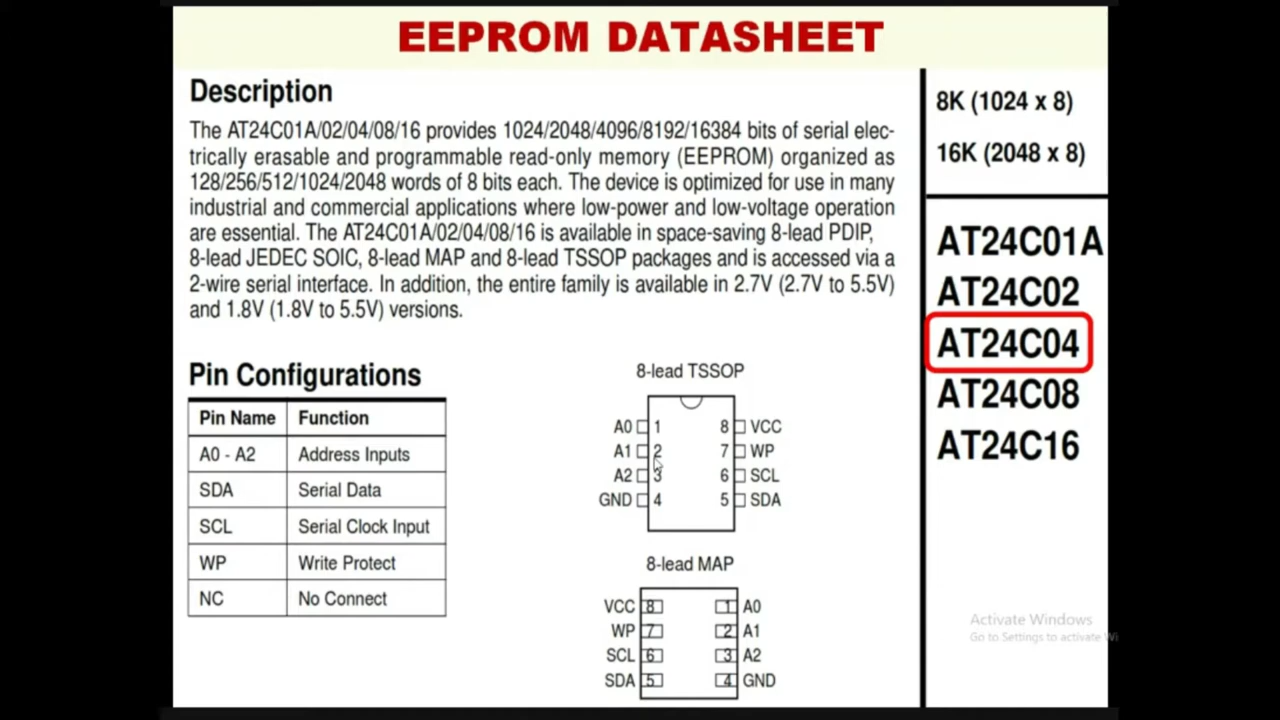 EEPROM DATASHEET
Description
The AT24C01A/02/04/08/16 provides 1024/2048/4096/8192/16384 bits of serial elec-
trically erasable and programmable read-only memory (EEPROM) organized as
128/256/512/1024/2048 words of 8 bits each. The device is optimized for use in many
industrial and commercial applications where low-power and low-voltage operation
are essential. The AT24C01A/02/04/08/16 is available in space-saving 8-lead PDIP,
8-lead JEDEC SOIC, 8-lead MAP and 8-lead TSSOP packages and is accessed via a
2-wire serial interface. In addition, the entire family is available in 2.7V (2.7V to 5.5V)
and 1.8V (1.8V to 5.5V) versions.
Pin Configurations
Pin Name Function
A0 - A2 Address Inputs
SDA Serial Data
SCL Serial Clock Input
WP Write Protect
NC No Connect
8-lead TSSOP
A0 1 8 VCC
A1 2 7 WP
A2 3 6 SCL
GND 4 5 SDA
8-lead MAP
VCC 8 1 A0
WP 7 2 A1
SCL 6 3 A2
SDA 5 4 GND
8K (1024 x 8)
16K (2048 x 8)
AT24C01A
AT24C02
AT24C04
AT24C08
AT24C16
Activate Windows
Go to Settings to activate Wi